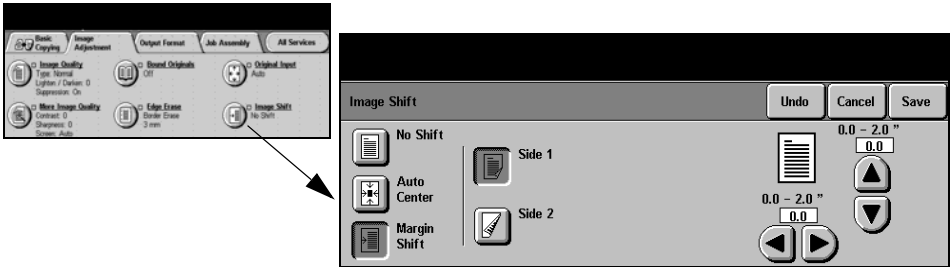 Basic Copying
Image Adjustment
Output Format
Job Assembly
All Services
Image Quality
Type: Normal
Lighten / Darken: 0
Suppression: On
Bound Originals
Off
Original Input
Auto
More Image Quality
Contrast: 0
Sharpness: 0
Screen: Auto
Edge Erase
Border Erase
3 mm
Image Shift
No Shift
Image Shift
Undo
Cancel
Save
No Shift
Auto
Center
Margin
Shift
Side 1
Side 2
0.0 – 2.0 "
0.0
0.0 – 2.0 "
0.0